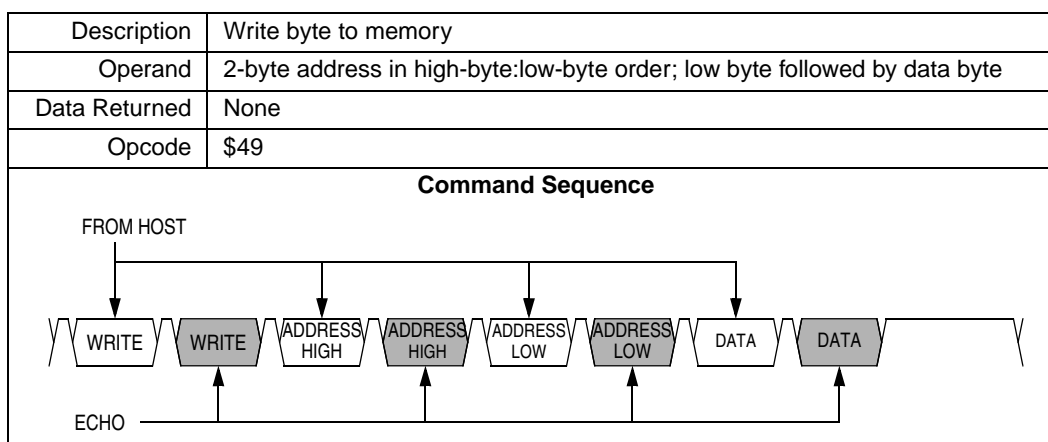 Description Write byte to memory
Operand 2-byte address in high-byte:low-byte order; low byte followed by data byte
Data Returned None
Opcode $49
Command Sequence
FROM HOST
WRITE WRITE ADDRESS HIGH ADDRESS HIGH ADDRESS LOW ADDRESS LOW DATA DATA
ECHO